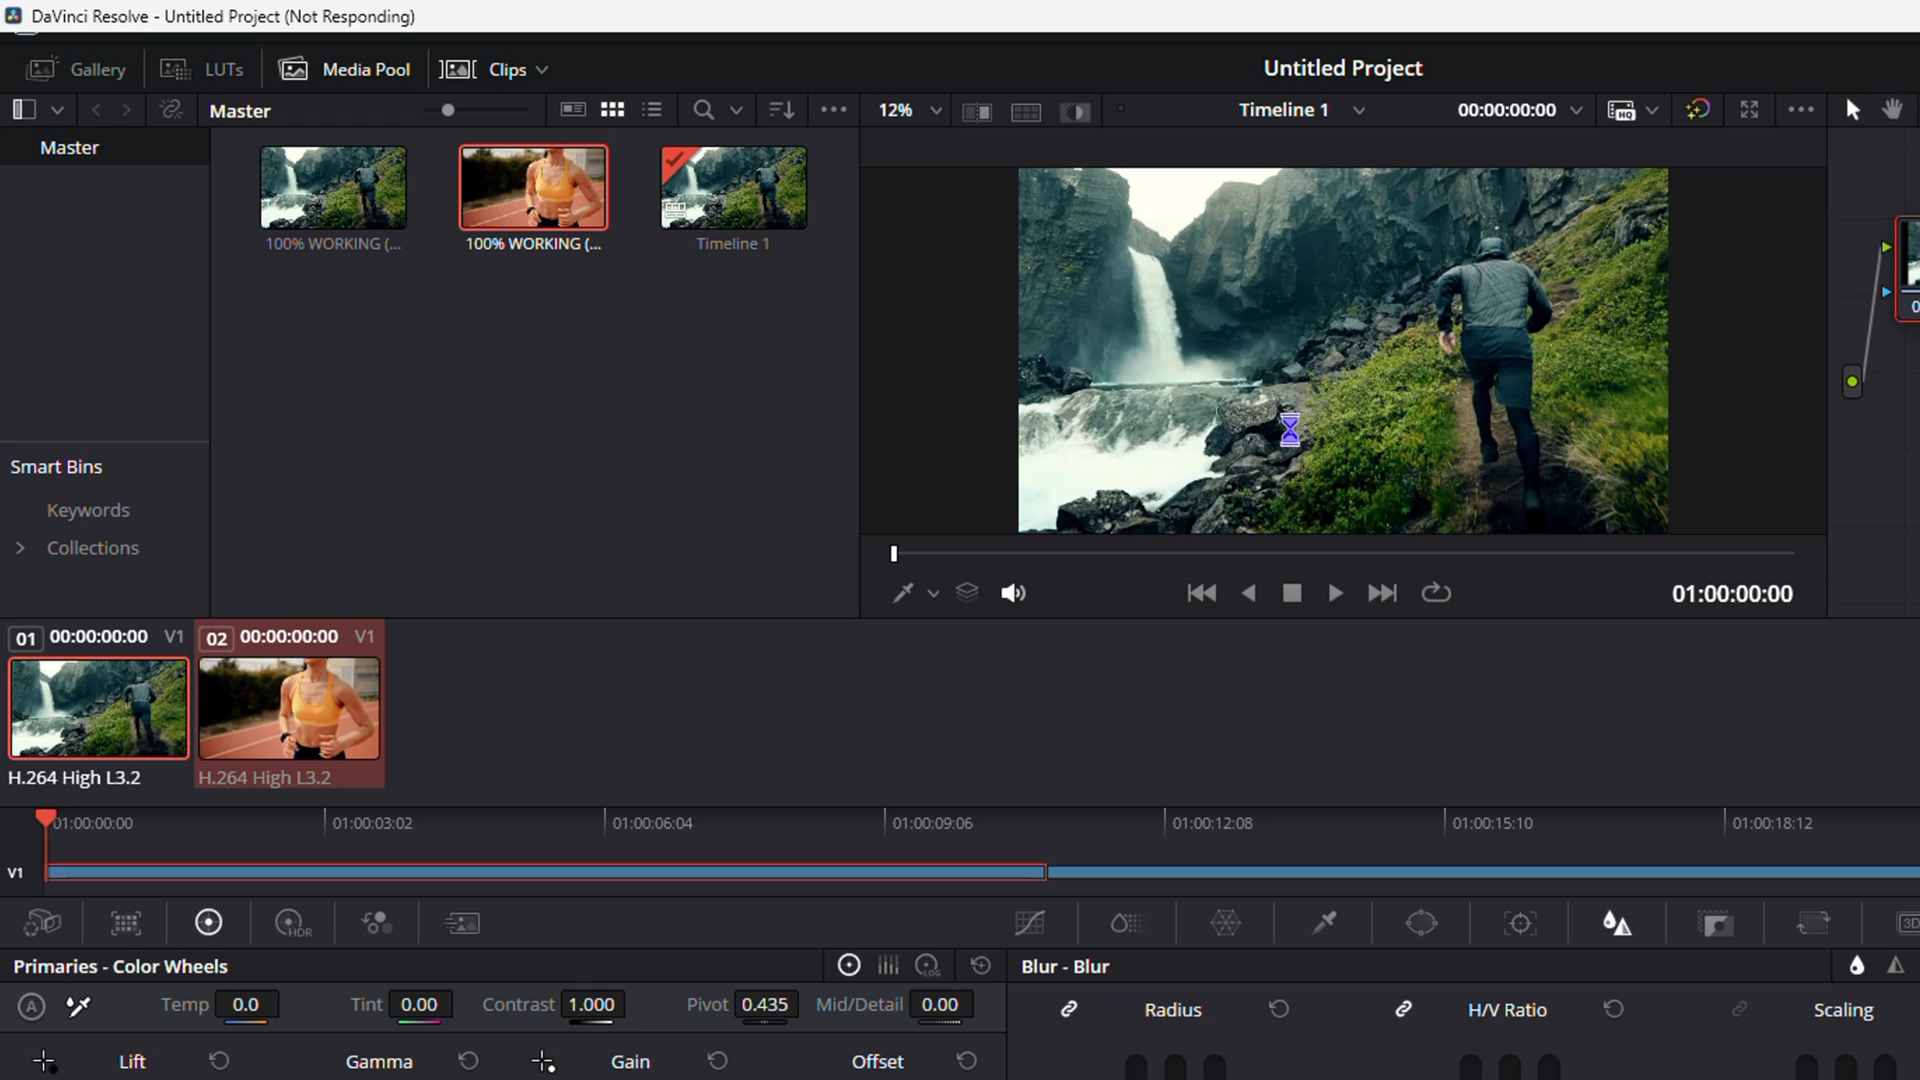 DaVinci Resolve - Untitled Project (Not Responding)
Gallery
LUTs
Media Pool
Clips
Untitled Project
Master
12%
Timeline 1
00:00:00:00
HQ
Master
100% WORKING (...
100% WORKING (...
Timeline 1
Smart Bins
Keywords
Collections
01:00:00:00
01 00:00:00:00 V1
02 00:00:00:00 V1
H.264 High L3.2
H.264 High L3.2
01:00:00:00
01:00:03:02
01:00:06:04
01:00:09:06
01:00:12:08
01:00:15:10
01:00:18:12
V1
HDR
3D
Primaries - Color Wheels
LOG
Blur - Blur
A
Temp 0.0
Tint 0.00
Contrast 1.000
Pivot 0.435
Mid/Detail 0.00
Radius
H/V Ratio
Scaling
Lift
Gamma
Gain
Offset